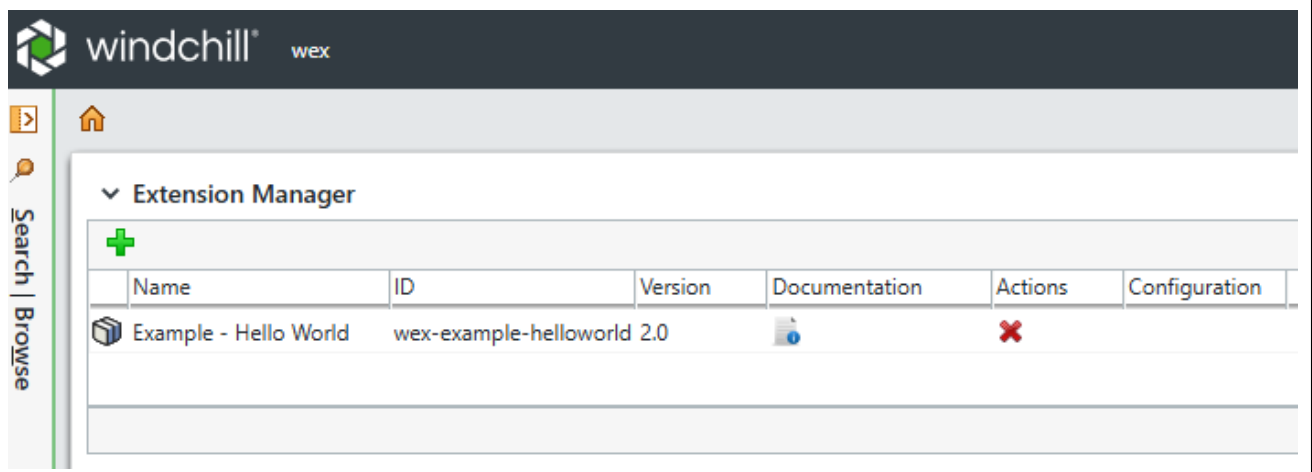 windchill® wex
Search | Browse
Extension Manager
Name ID Version Documentation Actions Configuration
Example - Hello World wex-example-helloworld 2.0